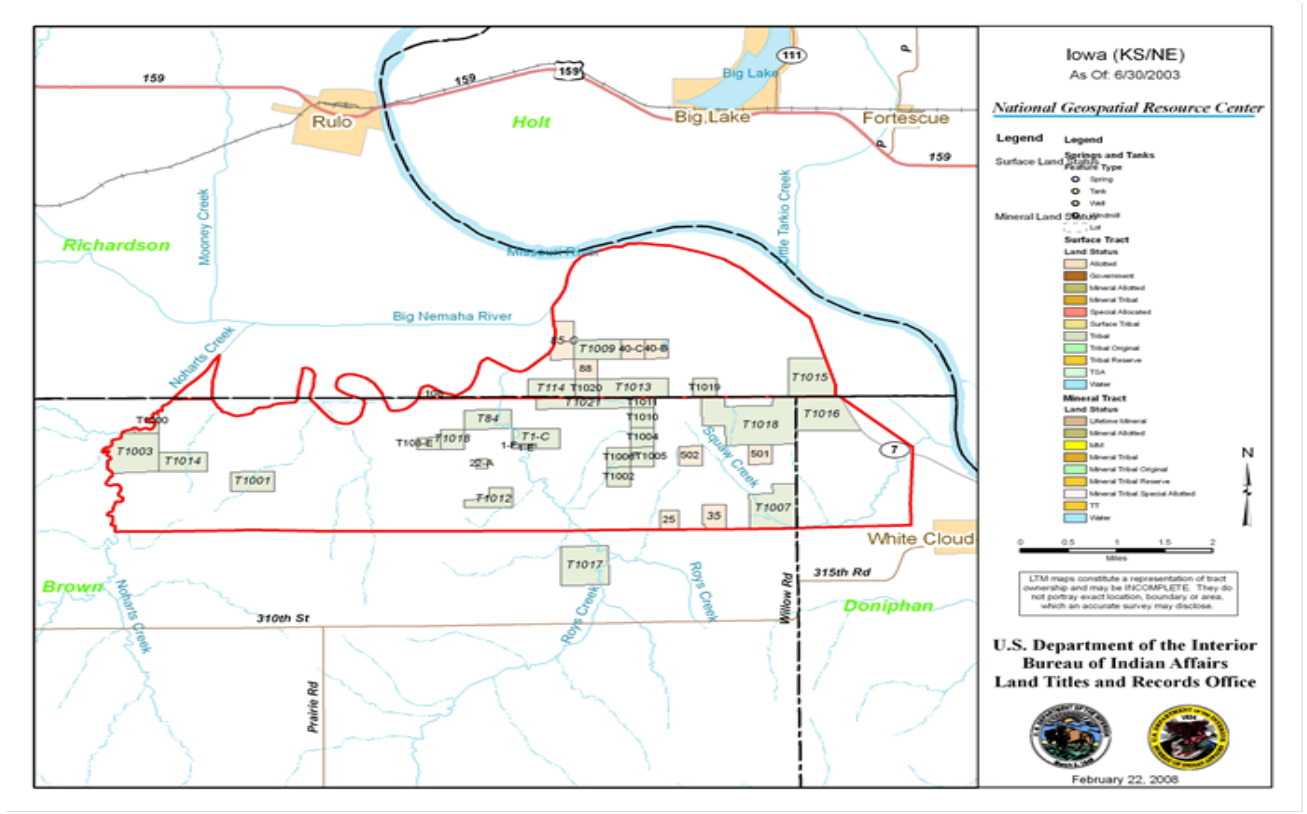 111
P
159
159
159
Big Lake
Rulo
Holt
Big Lake
Fortescue
P
159
Mooney Creek
Little Tarkio Creek
Richardson
Missouri River
Big Nemaha River
Noharts Creek
85-C
T1009
40-C
40-B
88
T114
T1020
T1013
T1019
T1015
108
T1021
T1011
T1000
T84
T1010
T1016
T1003
T108-E
T1018
T1-C
T1004
T1018
1-E
Squaw Creek
7
T1014
22-A
T1006
T1005
502
501
T1001
T1002
T1012
T1007
25
35
White Cloud
T1017
Brown
Noharts Creek
Roys Creek
Roys Creek
Willow Rd
315th Rd
Doniphan
310th St
Prairie Rd
Iowa (KS/NE)
As Of: 6/30/2003
National Geospatial Resource Center
Legend
Legend
Surface Land Status
Springs and Tanks
Feature Type
Spring
Tank
Well
Mineral Land Status
Windmill
Lot
Surface Tract
Land Status
Allotted
Government
Mineral Allotted
Mineral Tribal
Special Allocated
Surface Tribal
Tribal
Tribal Original
Tribal Reserve
TSA
Water
Mineral Tract
Land Status
Lifetime Mineral
Mineral Allotted
MM
Mineral Tribal
Mineral Tribal Original
Mineral Tribal Reserve
Mineral Tribal Special Allotted
TT
Water
N
0 0.5 1 1.5 2
Miles
LTM maps constitute a representation of tract
ownership and may be INCOMPLETE. They do
not portray exact location, boundary or area,
which an accurate survey may disclose.
U.S. Department of the Interior
Bureau of Indian Affairs
Land Titles and Records Office
February 22, 2008